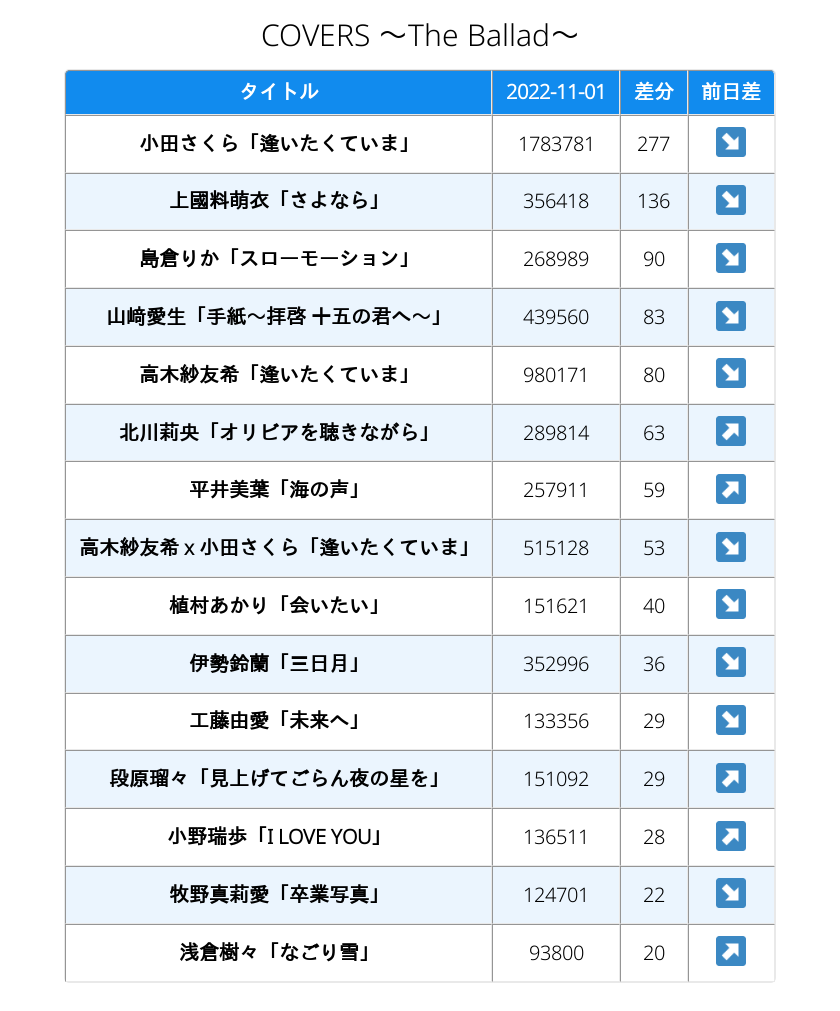 COVERS ～The Ballad～
タイトル 2022-11-01 差分 前日差
小田さくら「逢いたくていま」 1783781 277 ↘
上國料萌衣「さよなら」 356418 136 ↘
島倉りか「スローモーション」 268989 90 ↘
山﨑愛生「手紙～拝啓 十五の君へ～」 439560 83 ↘
高木紗友希「逢いたくていま」 980171 80 ↘
北川莉央「オリビアを聴きながら」 289814 63 ↗
平井美葉「海の声」 257911 59 ↗
高木紗友希 x 小田さくら「逢いたくていま」 515128 53 ↘
植村あかり「会いたい」 151621 40 ↘
伊勢鈴蘭「三日月」 352996 36 ↘
工藤由愛「未来へ」 133356 29 ↘
段原瑠々「見上げてごらん夜の星を」 151092 29 ↗
小野瑞歩「I LOVE YOU」 136511 28 ↗
牧野真莉愛「卒業写真」 124701 22 ↘
浅倉樹々「なごり雪」 93800 20 ↗